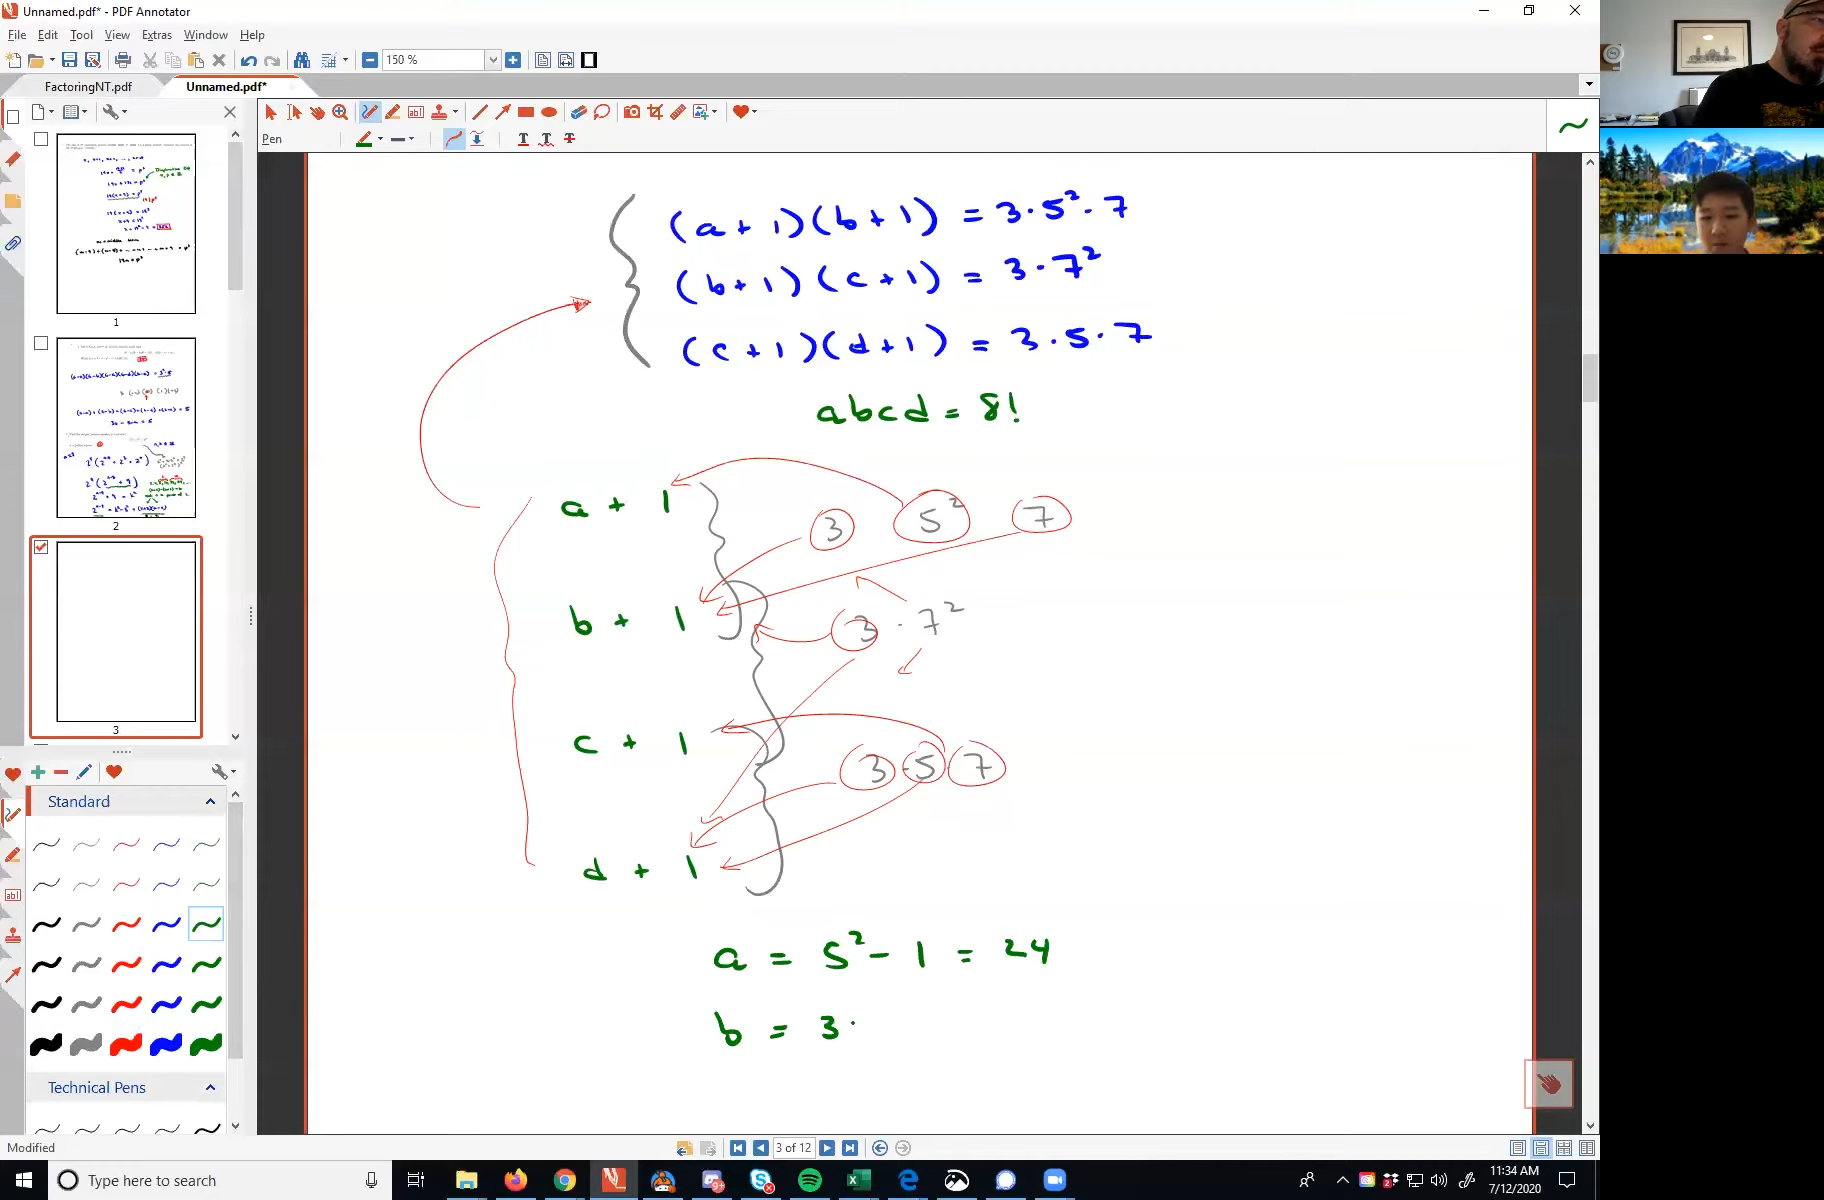 Unnamed.pdf* - PDF Annotator
File Edit Tool View Extras Window Help
150 %
FactoringNT.pdf
Unnamed.pdf*
Pen
1
2
3
(a + 1)(b + 1) = 3·5²·7
(b + 1)(c + 1) = 3·7²
(c + 1)(d + 1) = 3·5·7
abcd = 8!
a + 1
3 5² 7
b + 1
3 · 7²
c + 1
3·5·7
d + 1
a = 5² - 1 = 24
b = 3·
Standard
Technical Pens
Modified
3 of 12
Type here to search
11:34 AM
7/12/2020